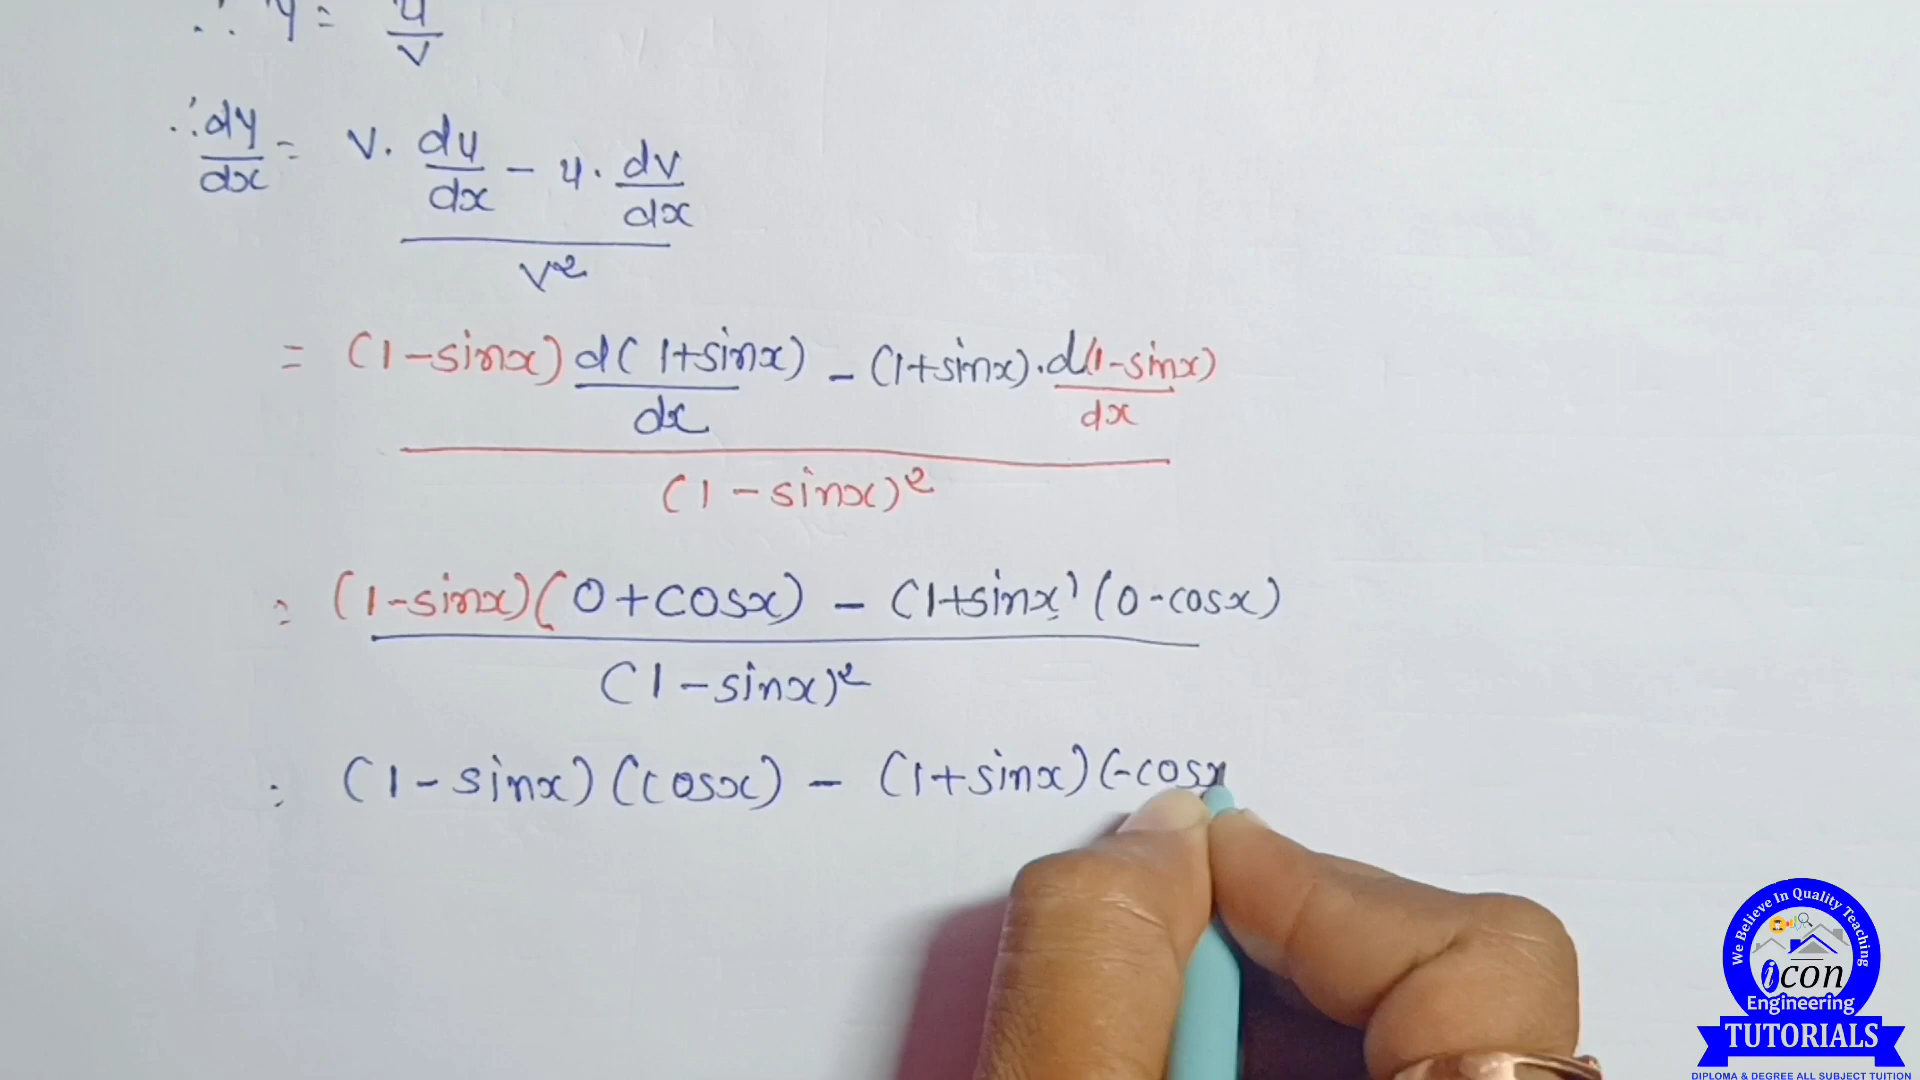 ∴ y = u/v
∴ dy/dx = v. du/dx - u. dv/dx
v²
= (1-sinx) d(1+sinx)/dx - (1+sinx). d(1-sinx)/dx
(1-sinx)²
= (1-sinx)(0+cosx) - (1+sinx)(0-cosx)
(1-sinx)²
: (1-sinx)(cosx) - (1+sinx)(-cosx
We Believe In Quality Teaching
icon
Engineering
TUTORIALS
DIPLOMA & DEGREE ALL SUBJECT TUITION